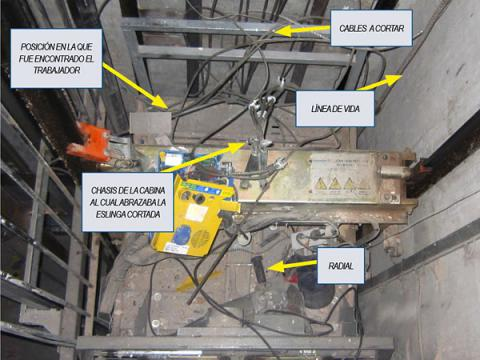 CABLES A CORTAR
POSICIÓN EN LA QUE
FUE ENCONTRADO EL
TRABAJADOR
LÍNEA DE VIDA
CHASIS DE LA CABINA
AL CUAL ABRAZABA LA
ESLINGA CORTADA
RADIAL